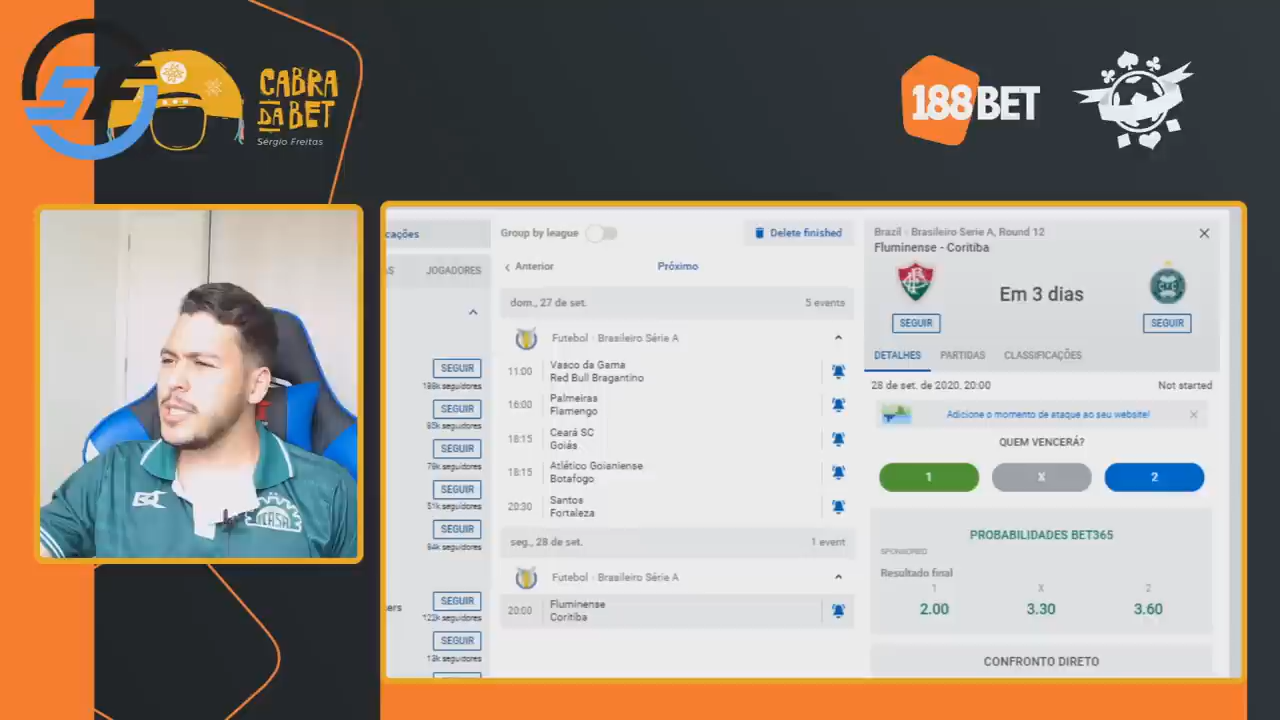 SF
CABRA
DA
BET
Sérgio Freitas
188BET
cações
JOGADORES
SEGUIR
SEGUIR
93k seguidores
SEGUIR
SEGUIR
51k seguidores
SEGUIR
SEGUIR
SEGUIR
Group by league
Delete finished
Anterior
Próximo
dom., 27 de set.
5 events
Futebol · Brasileiro Série A
11:00
Vasco da Gama
Red Bull Bragantino
16:00
Palmeiras
Flamengo
18:15
Ceará SC
Goiás
18:15
Atlético Goianiense
Botafogo
20:30
Santos
Fortaleza
seg., 28 de set.
1 event
Futebol · Brasileiro Série A
20:00
Fluminense
Coritiba
Brazil · Brasileiro Serie A, Round 12
Fluminense - Coritiba
Em 3 dias
SEGUIR
SEGUIR
DETALHES
PARTIDAS
CLASSIFICAÇÕES
28 de set. de 2020, 20:00
Not started
Adicione o momento de ataque ao seu website!
QUEM VENCERÁ?
1
X
2
PROBABILIDADES BET365
SPONSORED
Resultado final
1
X
2
2.00
3.30
3.60
CONFRONTO DIRETO